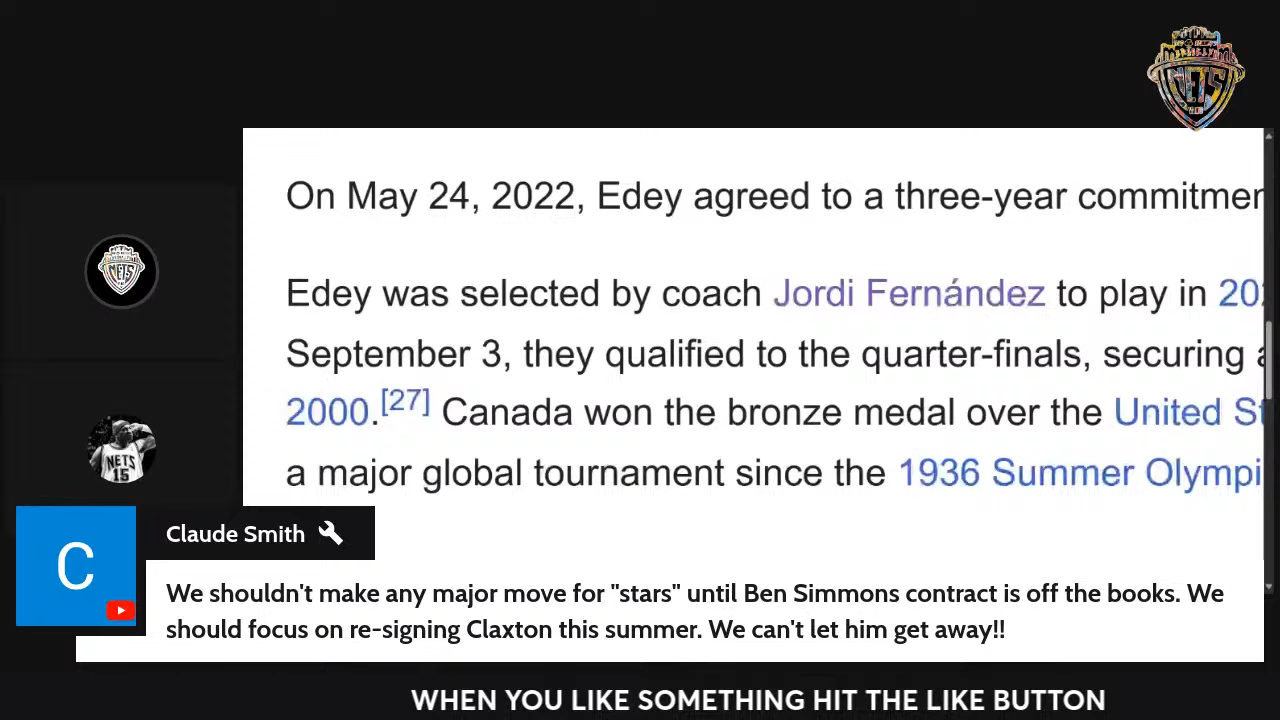 On May 24, 2022, Edey agreed to a three-year
Edey was selected by coach Jordi Fernández to play in
September 3, they qualified to the quarter-finals, securing
2000.[27] Canada won the bronze medal over the United
a major global tournament since the 1936 Summer
NETS
NETS
15
C
Claude Smith
We shouldn't make any major move for "stars" until Ben Simmons contract is off the books. We
should focus on re-signing Claxton this summer. We can't let him get away!!
WHEN YOU LIKE SOMETHING HIT THE LIKE BUTTON